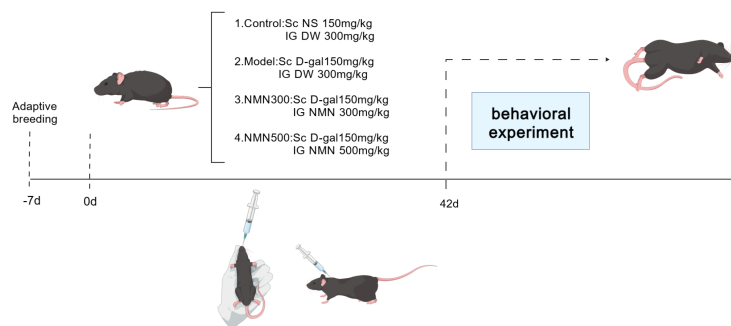 1.Control:Sc NS 150mg/kg
IG DW 300mg/kg
2.Model:Sc D-gal150mg/kg
IG DW 300mg/kg
3.NMN300:Sc D-gal150mg/kg
IG NMN 300mg/kg
4.NMN500:Sc D-gal150mg/kg
IG NMN 500mg/kg
Adaptive
breeding
behavioral
experiment
-7d
0d
42d